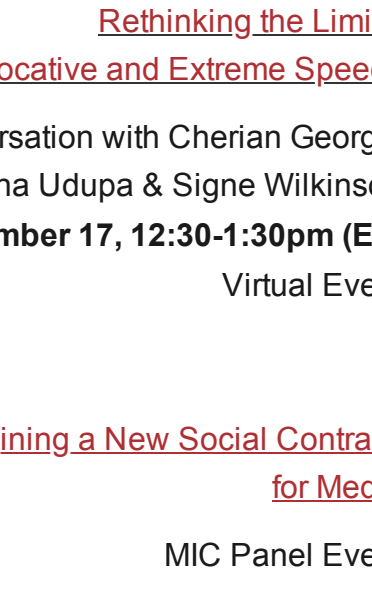 Rethinking the Limi
ocative and Extreme Spee
rsation with Cherian Georg
na Udupa & Signe Wilkins
mber 17, 12:30-1:30pm (E
Virtual Eve
ining a New Social Contra
for Med
MIC Panel Eve